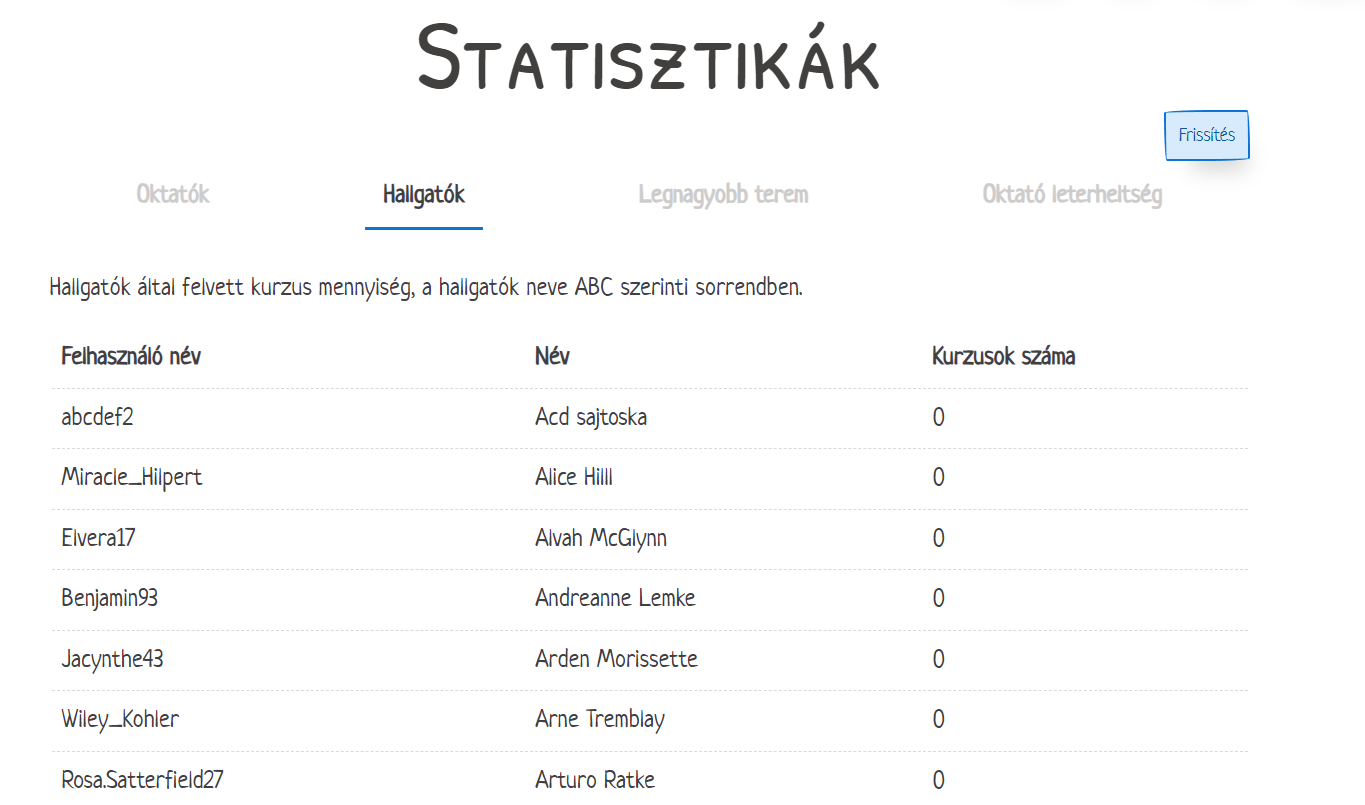 Statisztikák
Frissítés
Oktatók Hallgatók Legnagyobb terem Oktató leterheltség
Hallgatók által felvett kurzus mennyiség, a hallgatók neve ABC szerinti sorrendben.
Felhasználó név Név Kurzusok száma
abcdef2 Acd sajtoska 0
Miracle_Hilpert Alice Hilll 0
Elvera17 Alvah McGlynn 0
Benjamin93 Andreanne Lemke 0
Jacynthe43 Arden Morissette 0
Wiley_Kohler Arne Tremblay 0
Rosa.Satterfield27 Arturo Ratke 0